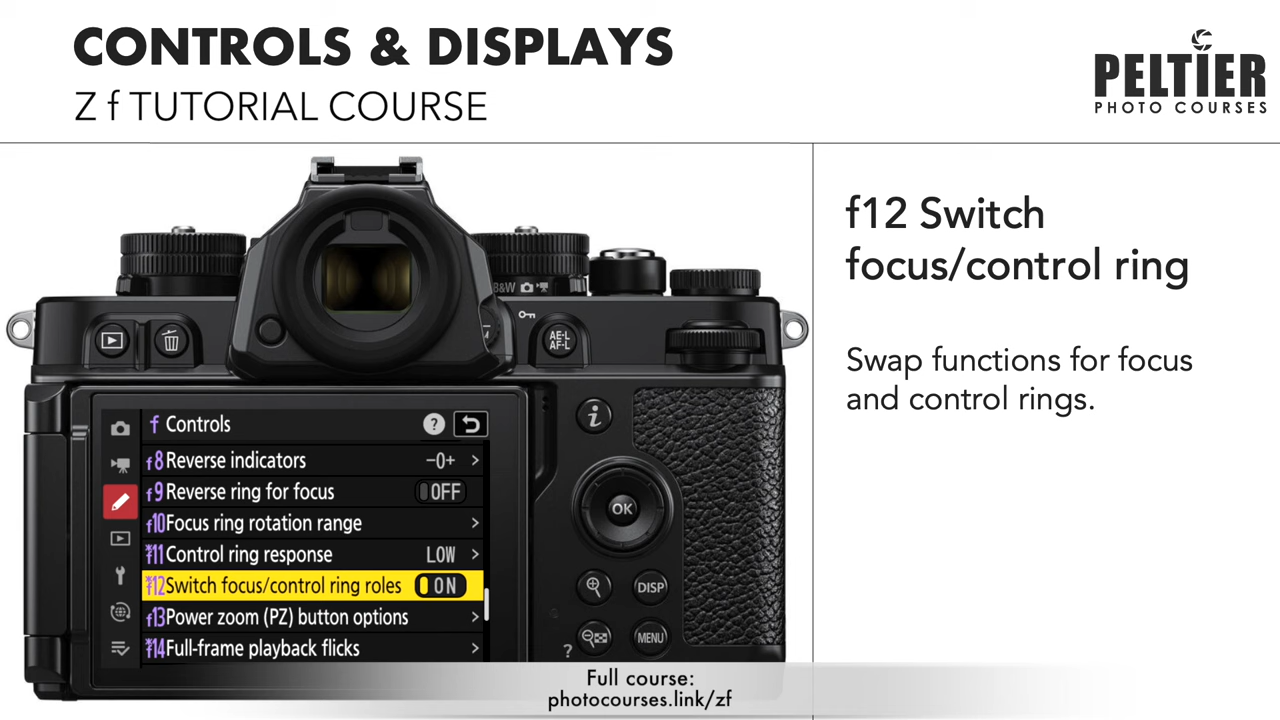 CONTROLS & DISPLAYS
Z f TUTORIAL COURSE
PELTIER
PHOTO COURSES
f12 Switch
focus/control ring
Swap functions for focus
and control rings.
B&W
AE-L
AF-L
i
f Controls ?
f8 Reverse indicators −0+ >
f9 Reverse ring for focus OFF
f10 Focus ring rotation range >
f11 Control ring response LOW >
f12 Switch focus/control ring roles ON
f13 Power zoom (PZ) button options >
f14 Full-frame playback flicks >
OK
DISP
MENU
?
Full course:
photocourses.link/zf